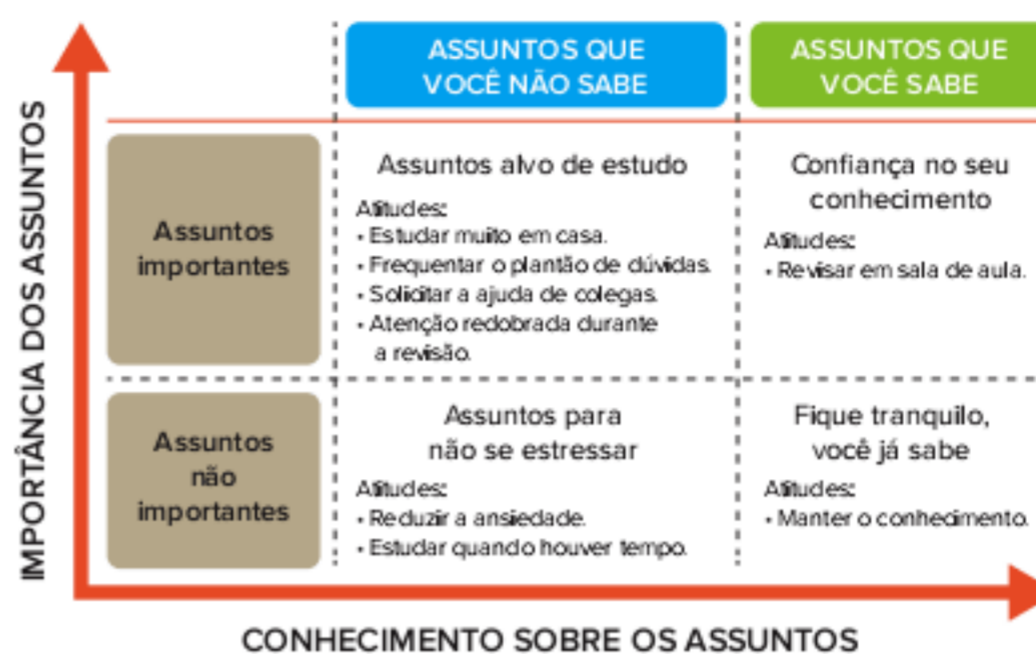 ASSUNTOS QUE
VOCÊ NÃO SABE
ASSUNTOS QUE
VOCÊ SABE
IMPORTÂNCIA DOS ASSUNTOS
Assuntos
importantes
Assuntos alvo de estudo
Atitudes:
• Estudar muito em casa.
• Frequentar o plantão de dúvidas.
• Solicitar a ajuda de colegas.
• Atenção redobrada durante
a revisão.
Confiança no seu
conhecimento
Atitudes:
• Revisar em sala de aula.
Assuntos
não
importantes
Assuntos para
não se estressar
Atitudes:
• Reduzir a ansiedade.
• Estudar quando houver tempo.
Fique tranquilo,
você já sabe
Atitudes:
• Manter o conhecimento.
CONHECIMENTO SOBRE OS ASSUNTOS